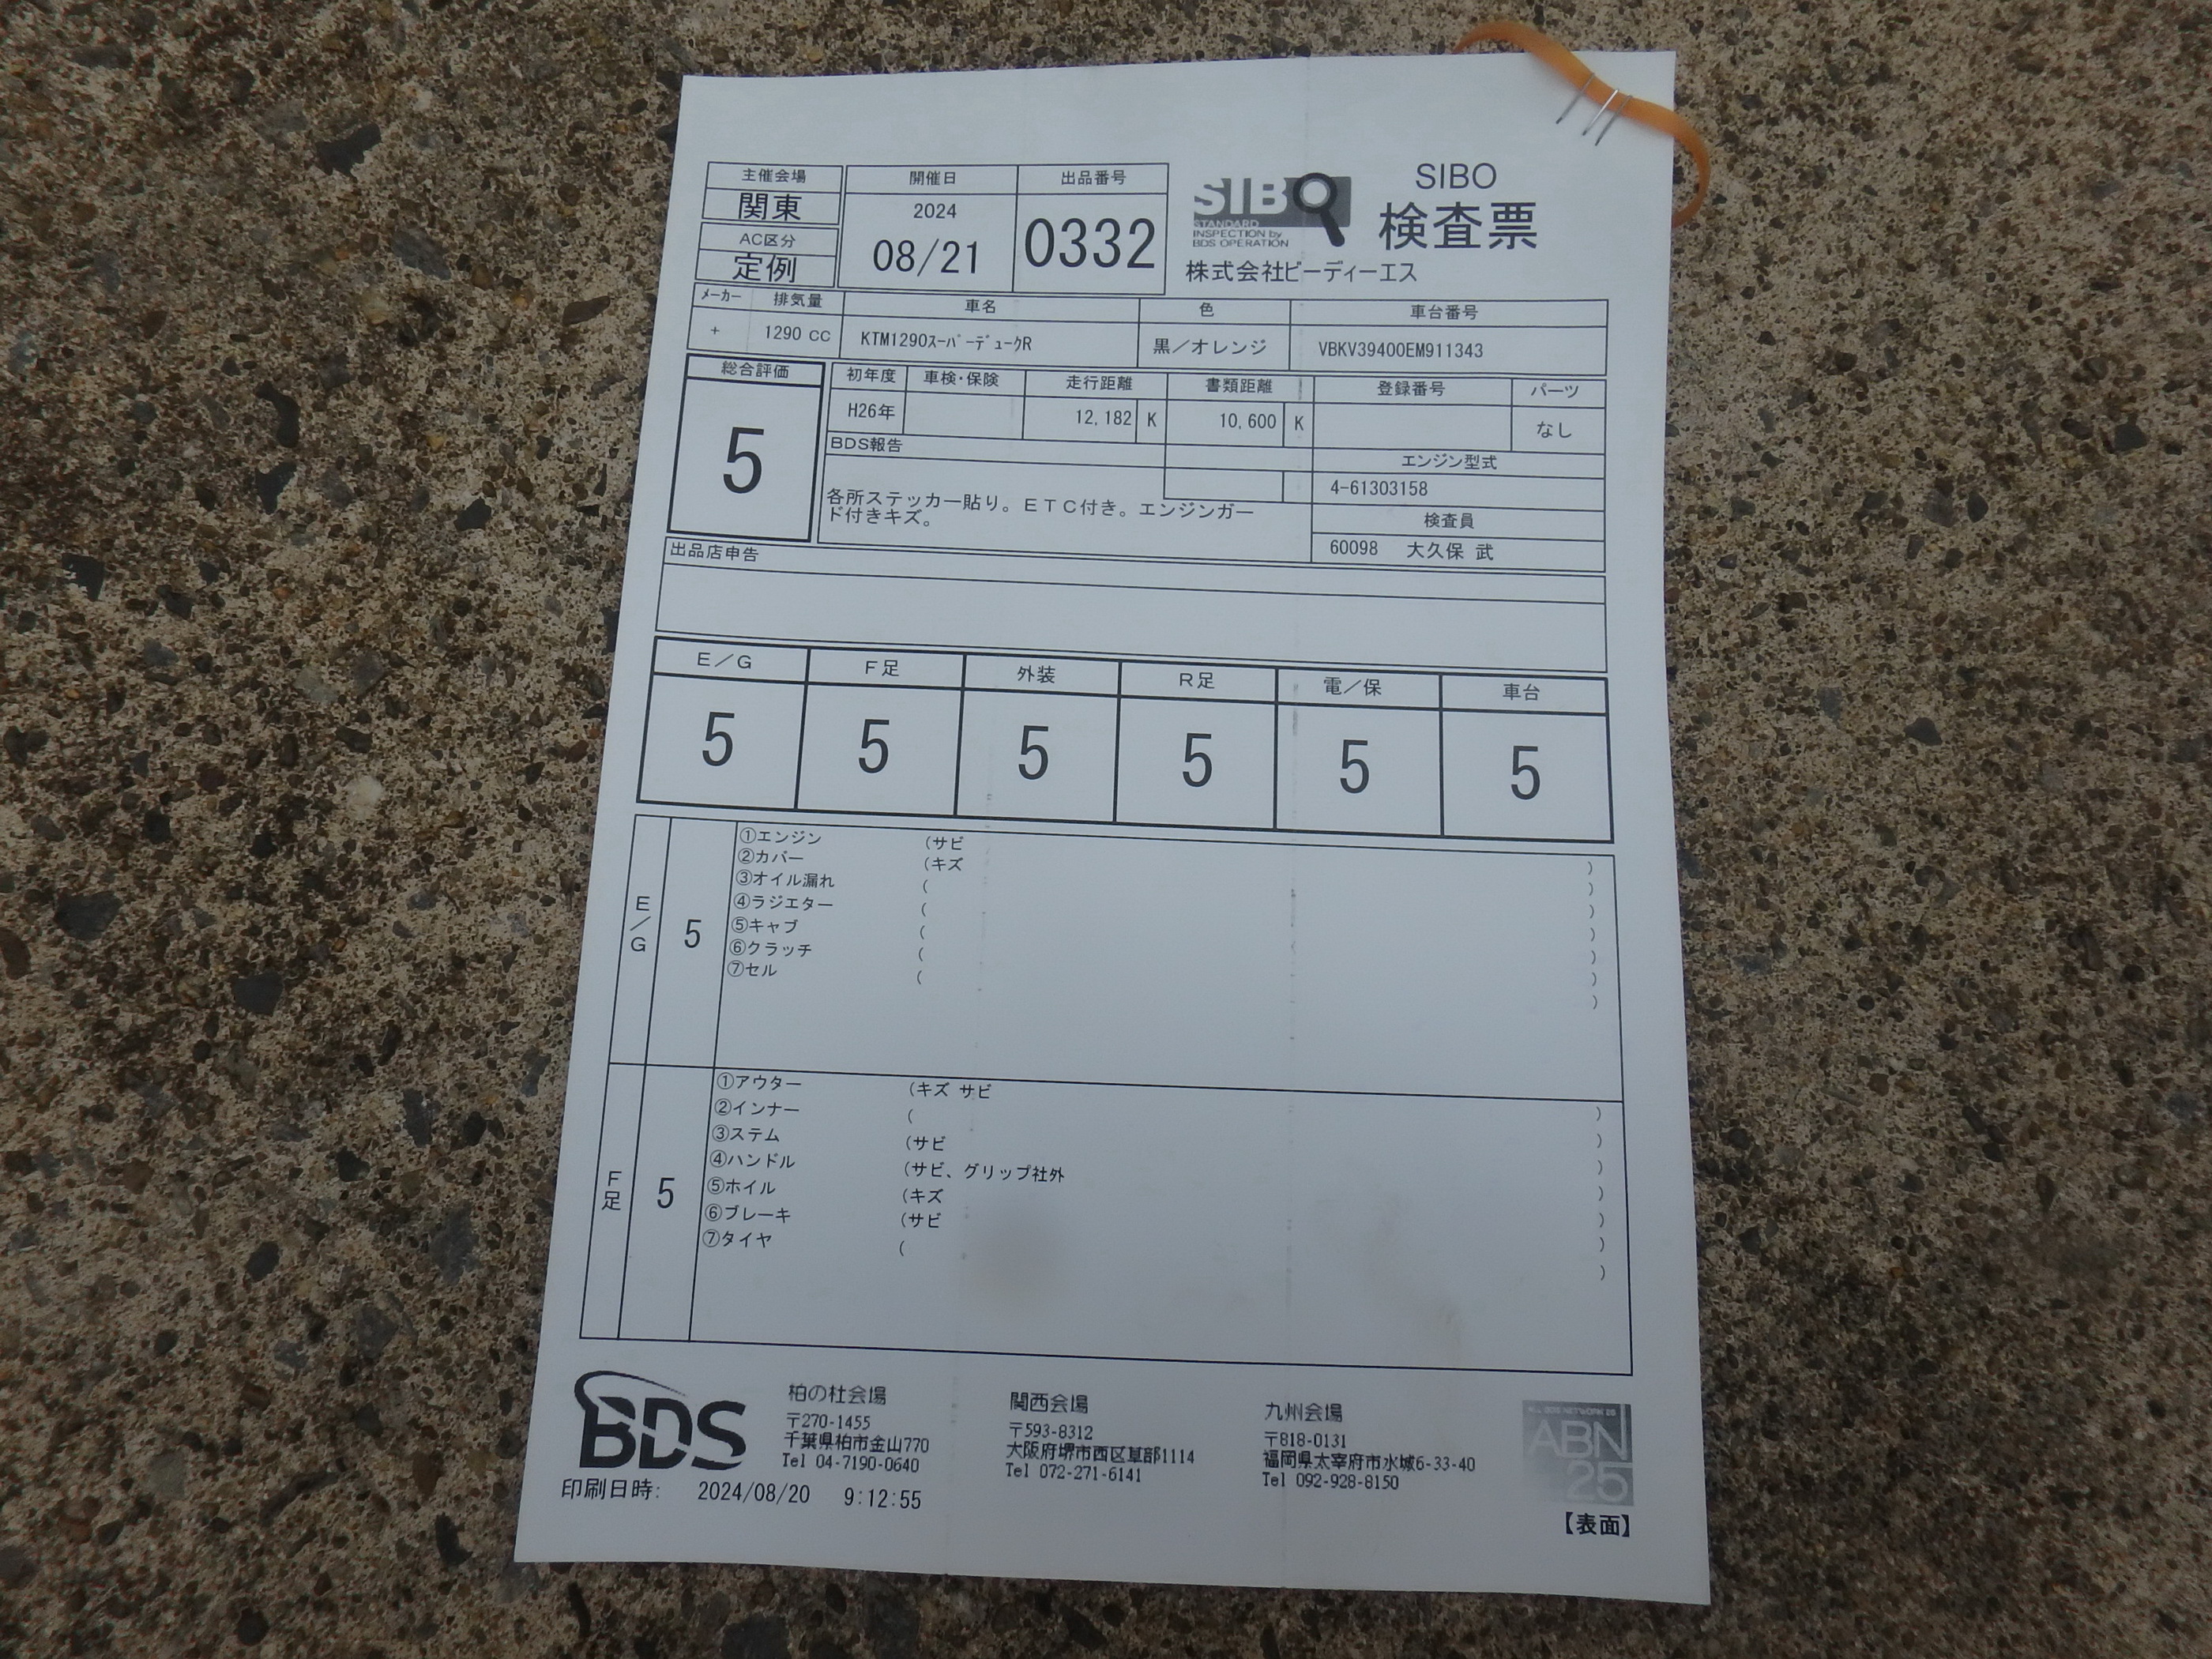 主催会場
関東
AC区分
定例
開催日
2024
08/21
出品番号
0332
SIBO
STANDARD
INSPECTION by
BDS OPERATION
SIBO
検査票
株式会社ビーディーエス
メーカー 排気量 車名 色 車台番号
+ 1290 CC KTM1290ｽｰﾊﾟｰﾃﾞｭｰｸR 黒／オレンジ VBKV39400EM911343
総合評価
5
初年度 車検・保険 走行距離 書類距離 登録番号 パーツ
H26年 12,182 K 10,600 K なし
BDS報告
各所ステッカー貼り。ＥＴＣ付き。エンジンガー
ド付きキズ。
エンジン型式
4-61303158
検査員
60098 大久保 武
出品店申告
Ｅ／Ｇ Ｆ足 外装 Ｒ足 電／保 車台
5 5 5 5 5 5
Ｅ／Ｇ
5
①エンジン （サビ ）
②カバー （キズ ）
③オイル漏れ （ ）
④ラジエター （ ）
⑤キャブ （ ）
⑥クラッチ （ ）
⑦セル （ ）
Ｆ足
5
①アウター （キズ サビ ）
②インナー （ ）
③ステム （サビ ）
④ハンドル （サビ、グリップ社外 ）
⑤ホイル （キズ ）
⑥ブレーキ （サビ ）
⑦タイヤ （ ）
BDS
柏の杜会場
〒270-1455
千葉県柏市金山770
Tel 04-7190-0640
関西会場
〒593-8312
大阪府堺市西区草部1114
Tel 072-271-6141
九州会場
〒818-0131
福岡県太宰府市水城6-33-40
Tel 092-928-8150
ABN
25
印刷日時: 2024/08/20 9:12:55
【表面】